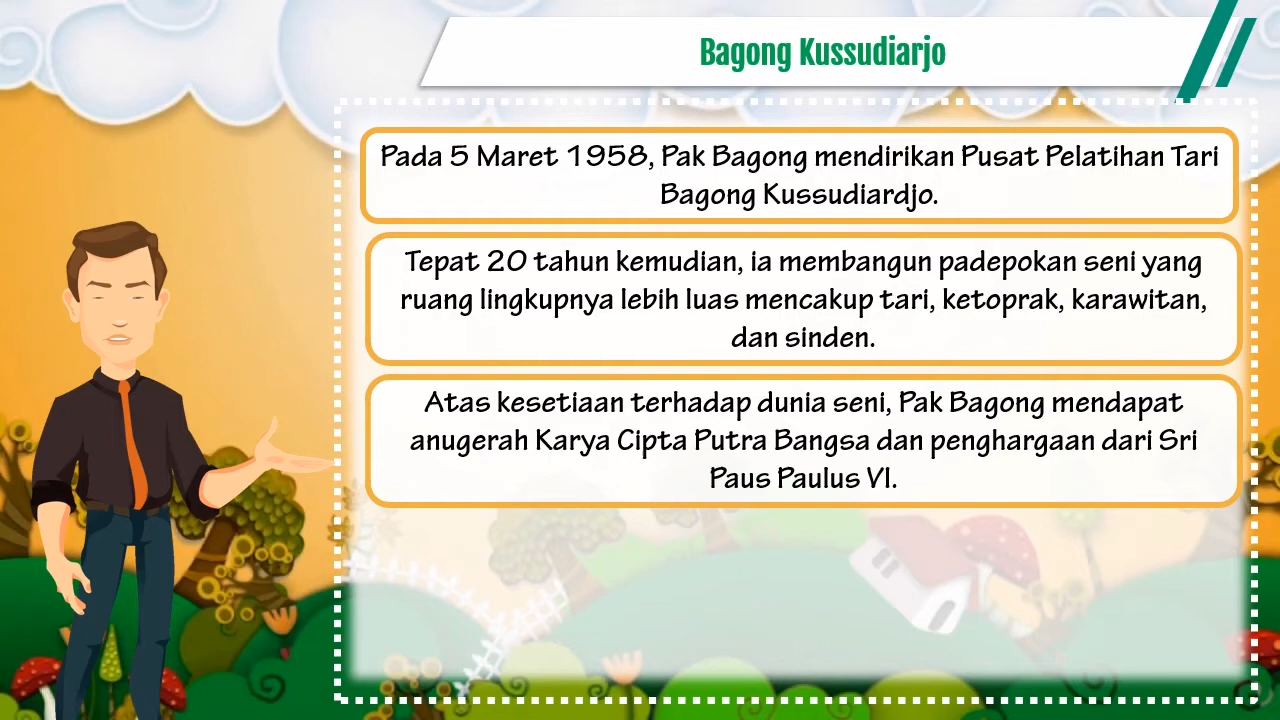 Bagong Kussudiarjo
Pada 5 Maret 1958, Pak Bagong mendirikan Pusat Pelatihan Tari
Bagong Kussudiardjo.
Tepat 20 tahun kemudian, ia membangun padepokan seni yang
ruang lingkupnya lebih luas mencakup tari, ketoprak, karawitan,
dan sinden.
Atas kesetiaan terhadap dunia seni, Pak Bagong mendapat
anugerah Karya Cipta Putra Bangsa dan penghargaan dari Sri
Paus Paulus VI.